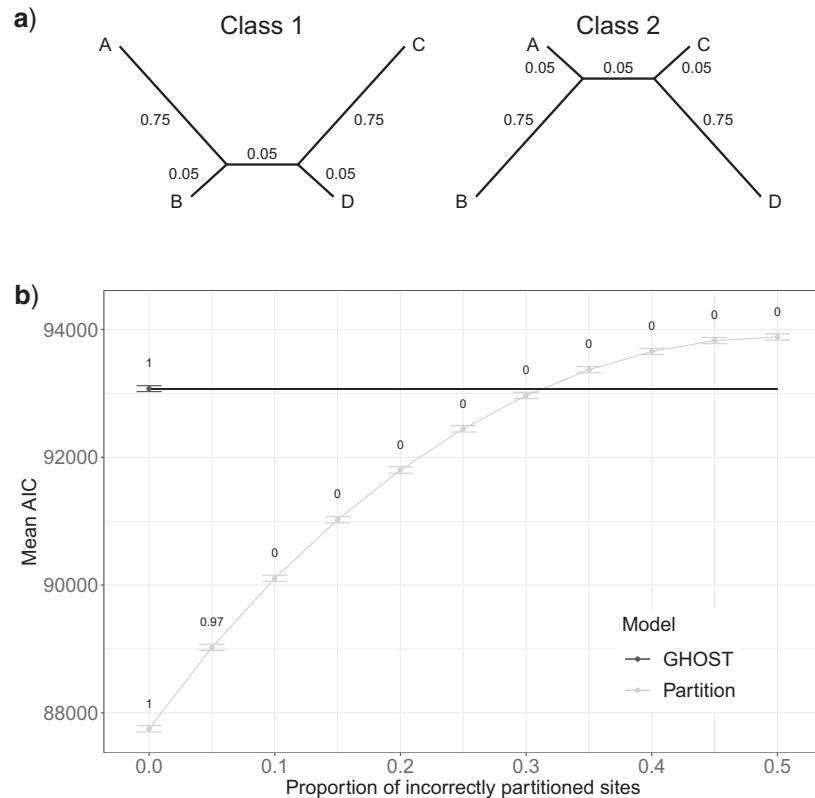 a)
Class 1
Class 2
A
C
A
C
0.05
0.05
0.05
0.75
0.75
0.75
0.75
0.05
0.05
0.05
B
D
B
D
b)
94000
92000
90000
88000
Mean AIC
1
1
0.97
0
0
0
0
0
0
0
0
0
Model
GHOST
Partition
0.0
0.1
0.2
0.3
0.4
0.5
Proportion of incorrectly partitioned sites